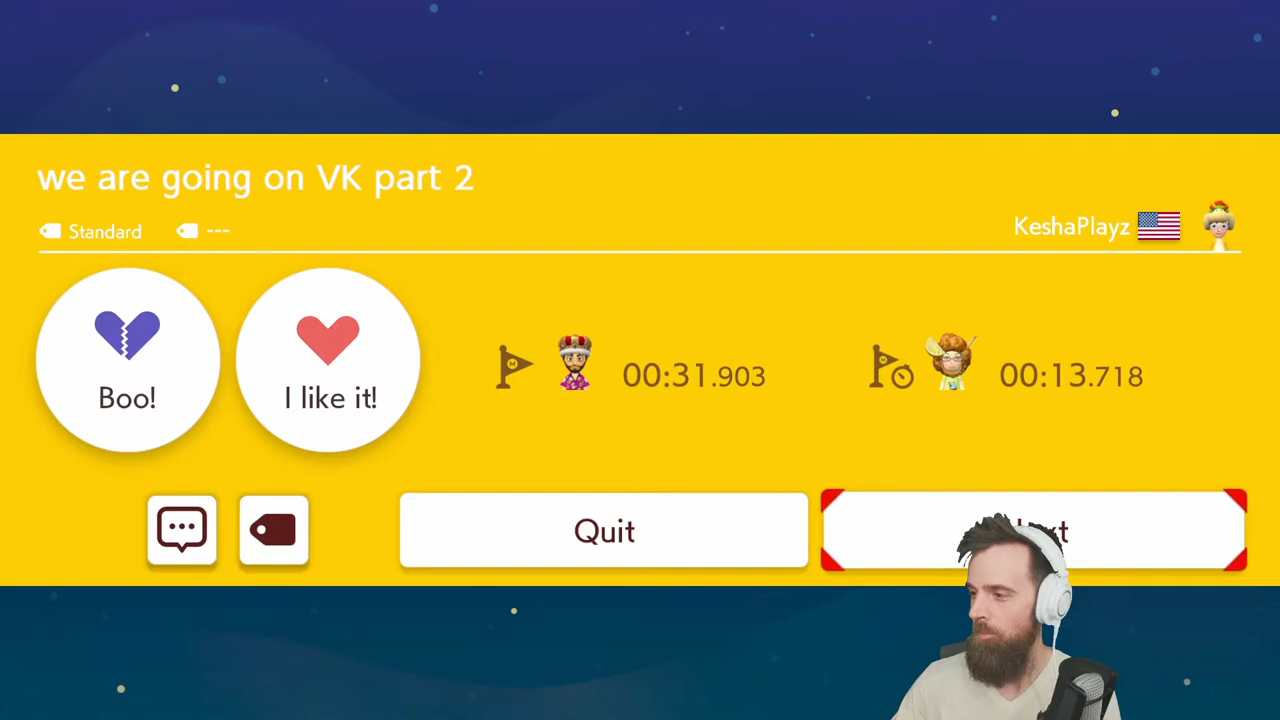 we are going on VK part 2
Standard
---
KeshaPlayz
Boo!
I like it!
M
00:31.903
M
00:13.718
Quit